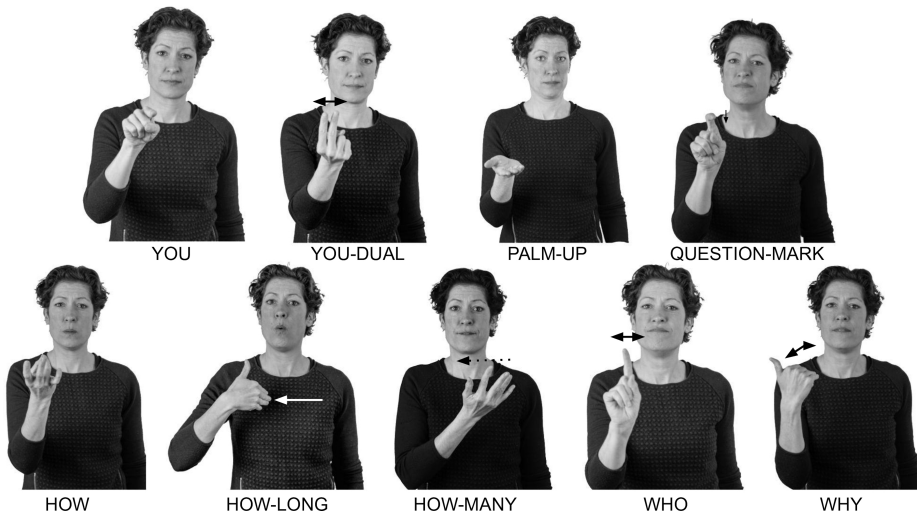 YOU
YOU-DUAL
PALM-UP
QUESTION-MARK
HOW
HOW-LONG
HOW-MANY
WHO
WHY